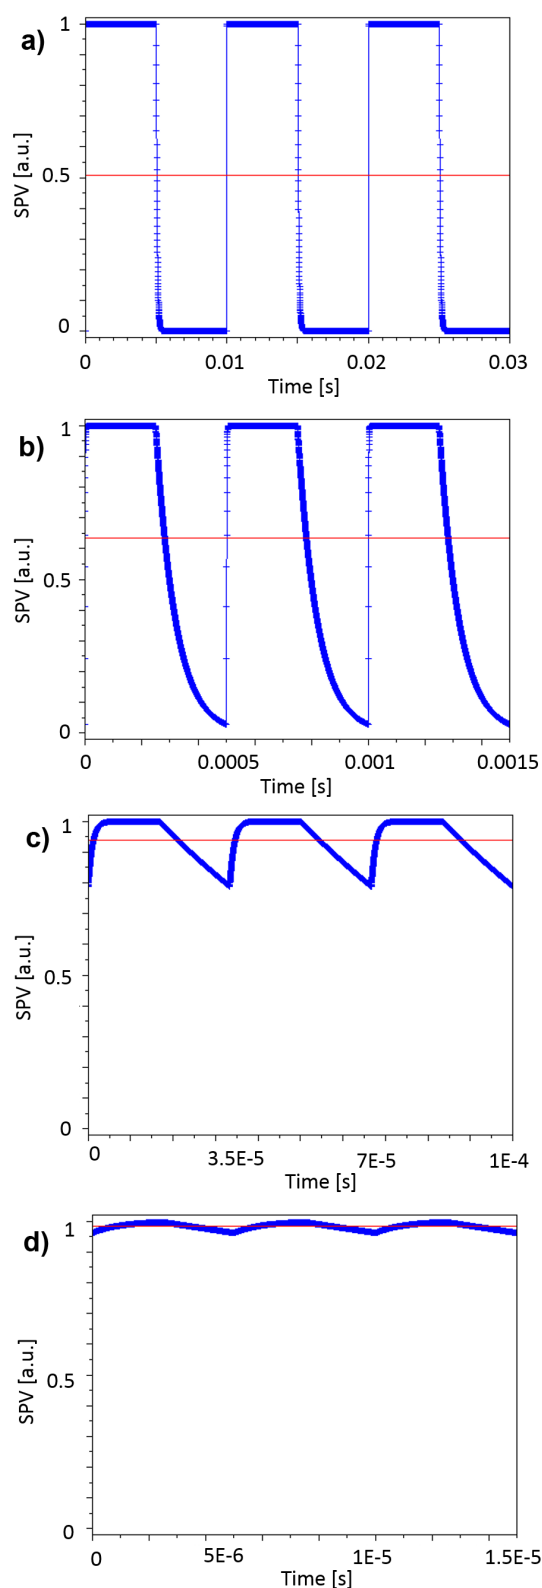 a)
1
0.5
0
SPV [a.u.]
0 0.01 0.02 0.03
Time [s]
b)
1
0.5
0
SPV [a.u.]
0 0.0005 0.001 0.0015
Time [s]
c)
1
0.5
0
SPV [a.u.]
0 3.5E-5 7E-5 1E-4
Time [s]
d)
1
0.5
0
SPV [a.u.]
0 5E-6 1E-5 1.5E-5
Time [s]